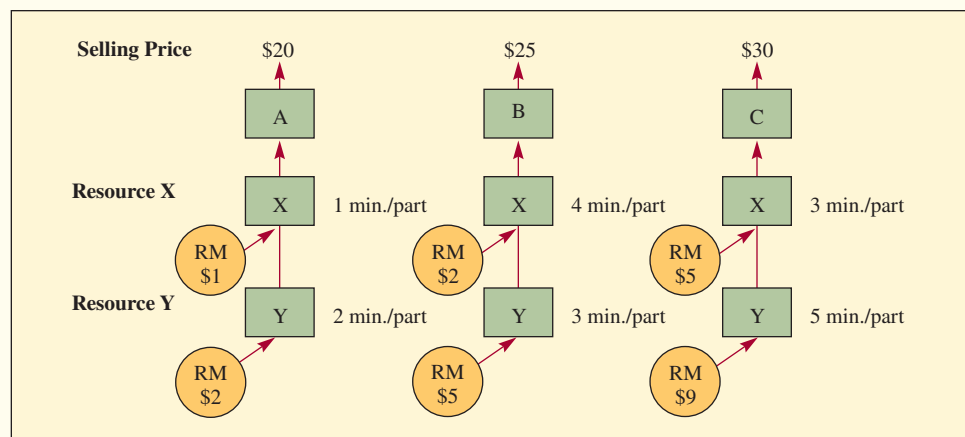 Selling Price $20 $25 $30
A B C
Resource X X 1 min./part X 4 min./part X 3 min./part
RM RM RM
$1 $2 $5
Resource Y Y 2 min./part Y 3 min./part Y 5 min./part
RM RM RM
$2 $5 $9